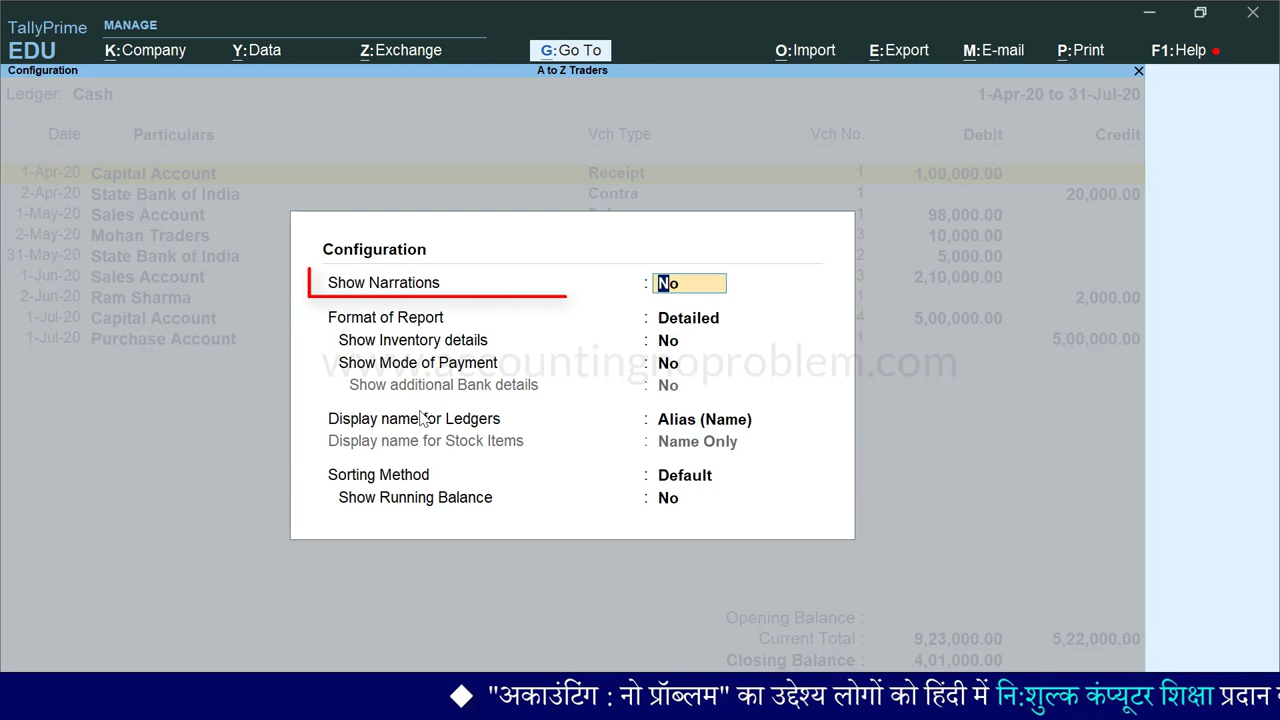 TallyPrime
EDU
MANAGE
K:Company Y:Data Z:Exchange G:Go To O:Import E:Export M:E-mail P:Print F1:Help
Configuration A to Z Traders
Ledger: Cash 1-Apr-20 to 31-Jul-20
Date Particulars Vch Type Vch No. Debit Credit
1-Apr-20 Capital Account Receipt 1 1,00,000.00
2-Apr-20 State Bank of India Contra 1 20,000.00
1-May-20 Sales Account 1 98,000.00
2-May-20 Mohan Traders 3 10,000.00
31-May-20 State Bank of India 2 5,000.00
1-Jun-20 Sales Account 3 2,10,000.00
2-Jun-20 Ram Sharma 1 2,000.00
1-Jul-20 Capital Account 4 5,00,000.00
1-Jul-20 Purchase Account 1 5,00,000.00
Configuration
Show Narrations : No
Format of Report : Detailed
Show Inventory details : No
Show Mode of Payment : No
www.accountingnoproblem.com
Show additional Bank details : No
Display name for Ledgers : Alias (Name)
Display name for Stock Items : Name Only
Sorting Method : Default
Show Running Balance : No
Opening Balance :
Current Total : 9,23,000.00 5,22,000.00
Closing Balance : 4,01,000.00
"अकाउंटिंग : नो प्रॉब्लम" का उद्देश्य लोगों को हिंदी में नि:शुल्क कंप्यूटर शिक्षा प्रदान